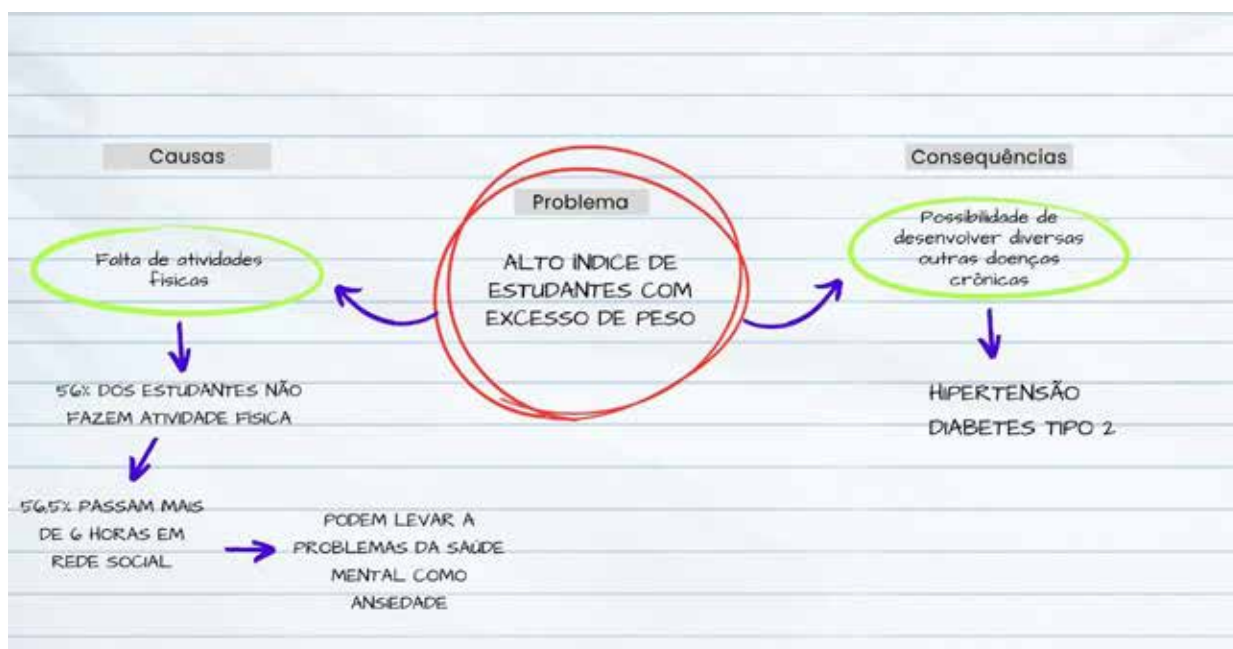 Causas
Falta de atividades
físicas
56% DOS ESTUDANTES NÃO
FAZEM ATIVIDADE FÍSICA
56.5% PASSAM MAIS
DE 6 HORAS EM
REDE SOCIAL
PODEM LEVAR A
PROBLEMAS DA SAÚDE
MENTAL COMO
ANSIEDADE
Problema
ALTO ÍNDICE DE
ESTUDANTES COM
EXCESSO DE PESO
Consequências
Possibilidade de
desenvolver diversas
outras doenças
crônicas
HIPERTENSÃO
DIABETES TIPO 2